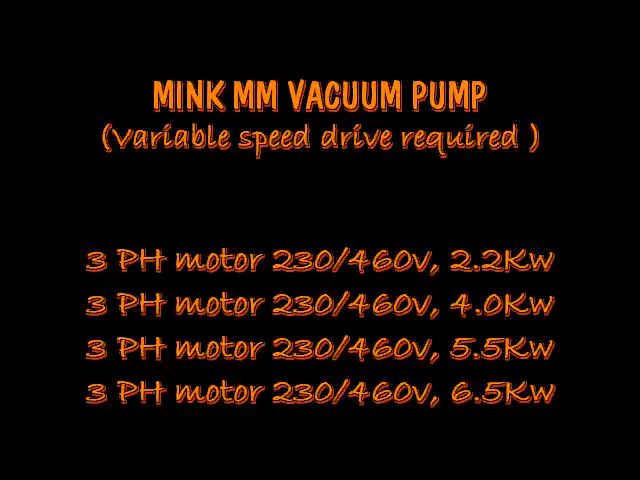 MINK MM VACUUM PUMP
(Variable speed drive required )
3 PH motor 230/460v, 2.2Kw
3 PH motor 230/460v, 4.0Kw
3 PH motor 230/460v, 5.5Kw
3 PH motor 230/460v, 6.5Kw